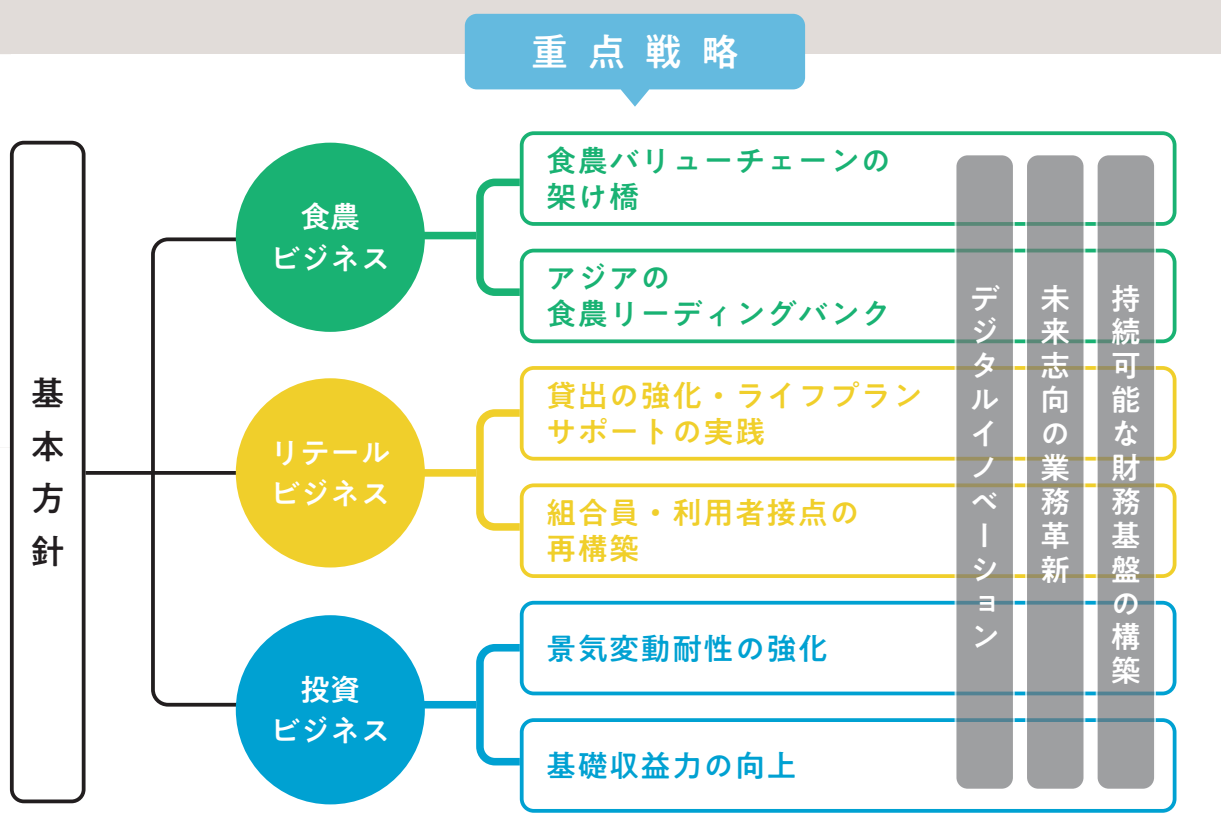 重点戦略
基本方針
食農
ビジネス
食農バリューチェーンの
架け橋
アジアの
食農リーディングバンク
リテール
ビジネス
貸出の強化・ライフプラン
サポートの実践
組合員・利用者接点の
再構築
投資
ビジネス
景気変動耐性の強化
基礎収益力の向上
デジタルイノベーション
未来志向の業務革新
持続可能な財務基盤の構築